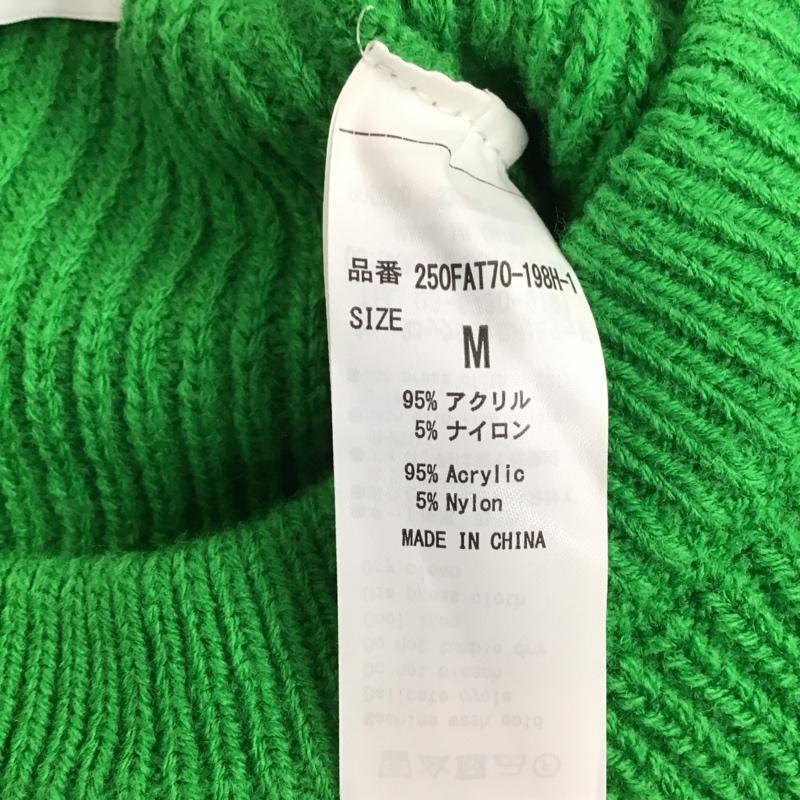 品番 250FAT70-198H-1
SIZE
M
95% アクリル
5% ナイロン
95% Acrylic
5% Nylon
MADE IN CHINA